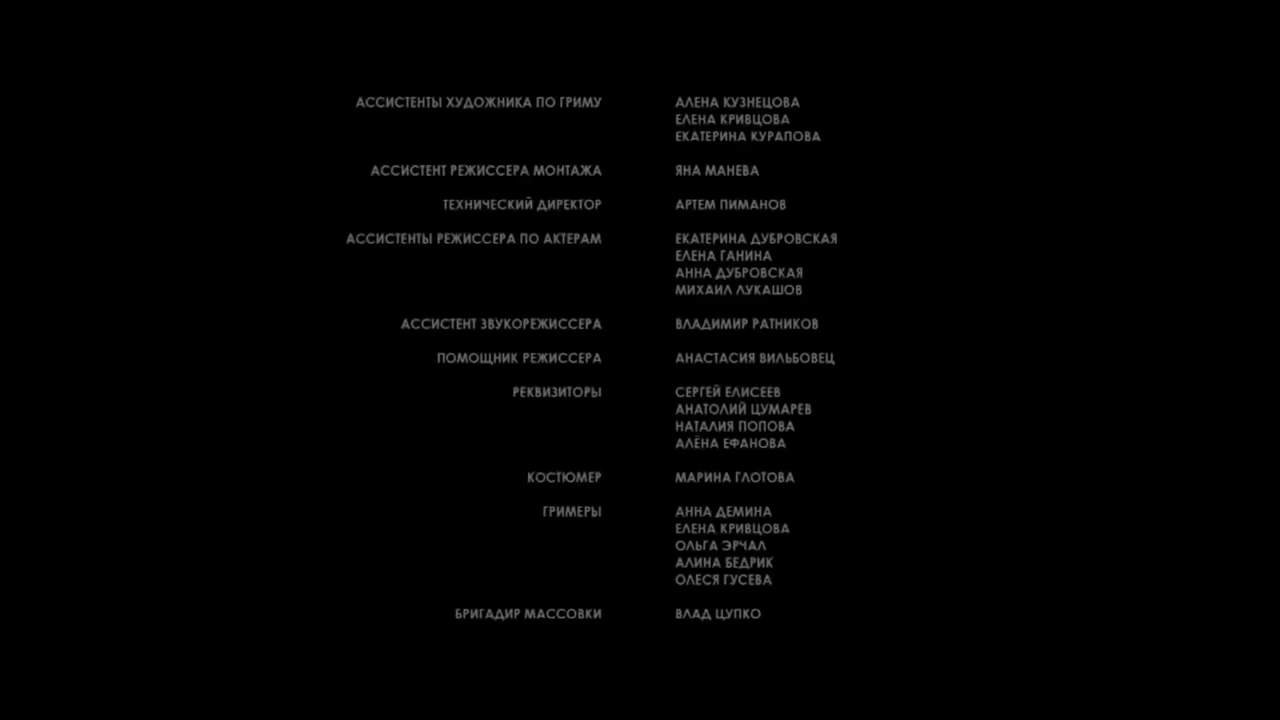 АССИСТЕНТЫ ХУДОЖНИКА ПО ГРИМУ АЛЕНА КУЗНЕЦОВА
ЕЛЕНА КРИВЦОВА
ЕКАТЕРИНА КУРАПОВА
АССИСТЕНТ РЕЖИССЕРА МОНТАЖА ЯНА МАНЕВА
ТЕХНИЧЕСКИЙ ДИРЕКТОР АРТЕМ ПИМАНОВ
АССИСТЕНТЫ РЕЖИССЕРА ПО АКТЕРАМ ЕКАТЕРИНА ДУБРОВСКАЯ
ЕЛЕНА ГАНИНА
АННА ДУБРОВСКАЯ
МИХАИЛ ЛУКАШОВ
АССИСТЕНТ ЗВУКОРЕЖИССЕРА ВЛАДИМИР РАТНИКОВ
ПОМОЩНИК РЕЖИССЕРА АНАСТАСИЯ ВИЛЬБОВЕЦ
РЕКВИЗИТОРЫ СЕРГЕЙ ЕЛИСЕЕВ
АНАТОЛИЙ ЦУМАРЕВ
НАТАЛИЯ ПОПОВА
АЛЁНА ЕФАНОВА
КОСТЮМЕР МАРИНА ГЛОТОВА
ГРИМЕРЫ АННА ДЕМИНА
ЕЛЕНА КРИВЦОВА
ОЛЬГА ЭРЧАЛ
АЛИНА БЕДРИК
ОЛЕСЯ ГУСЕВА
БРИГАДИР МАССОВКИ ВЛАД ЦУПКО